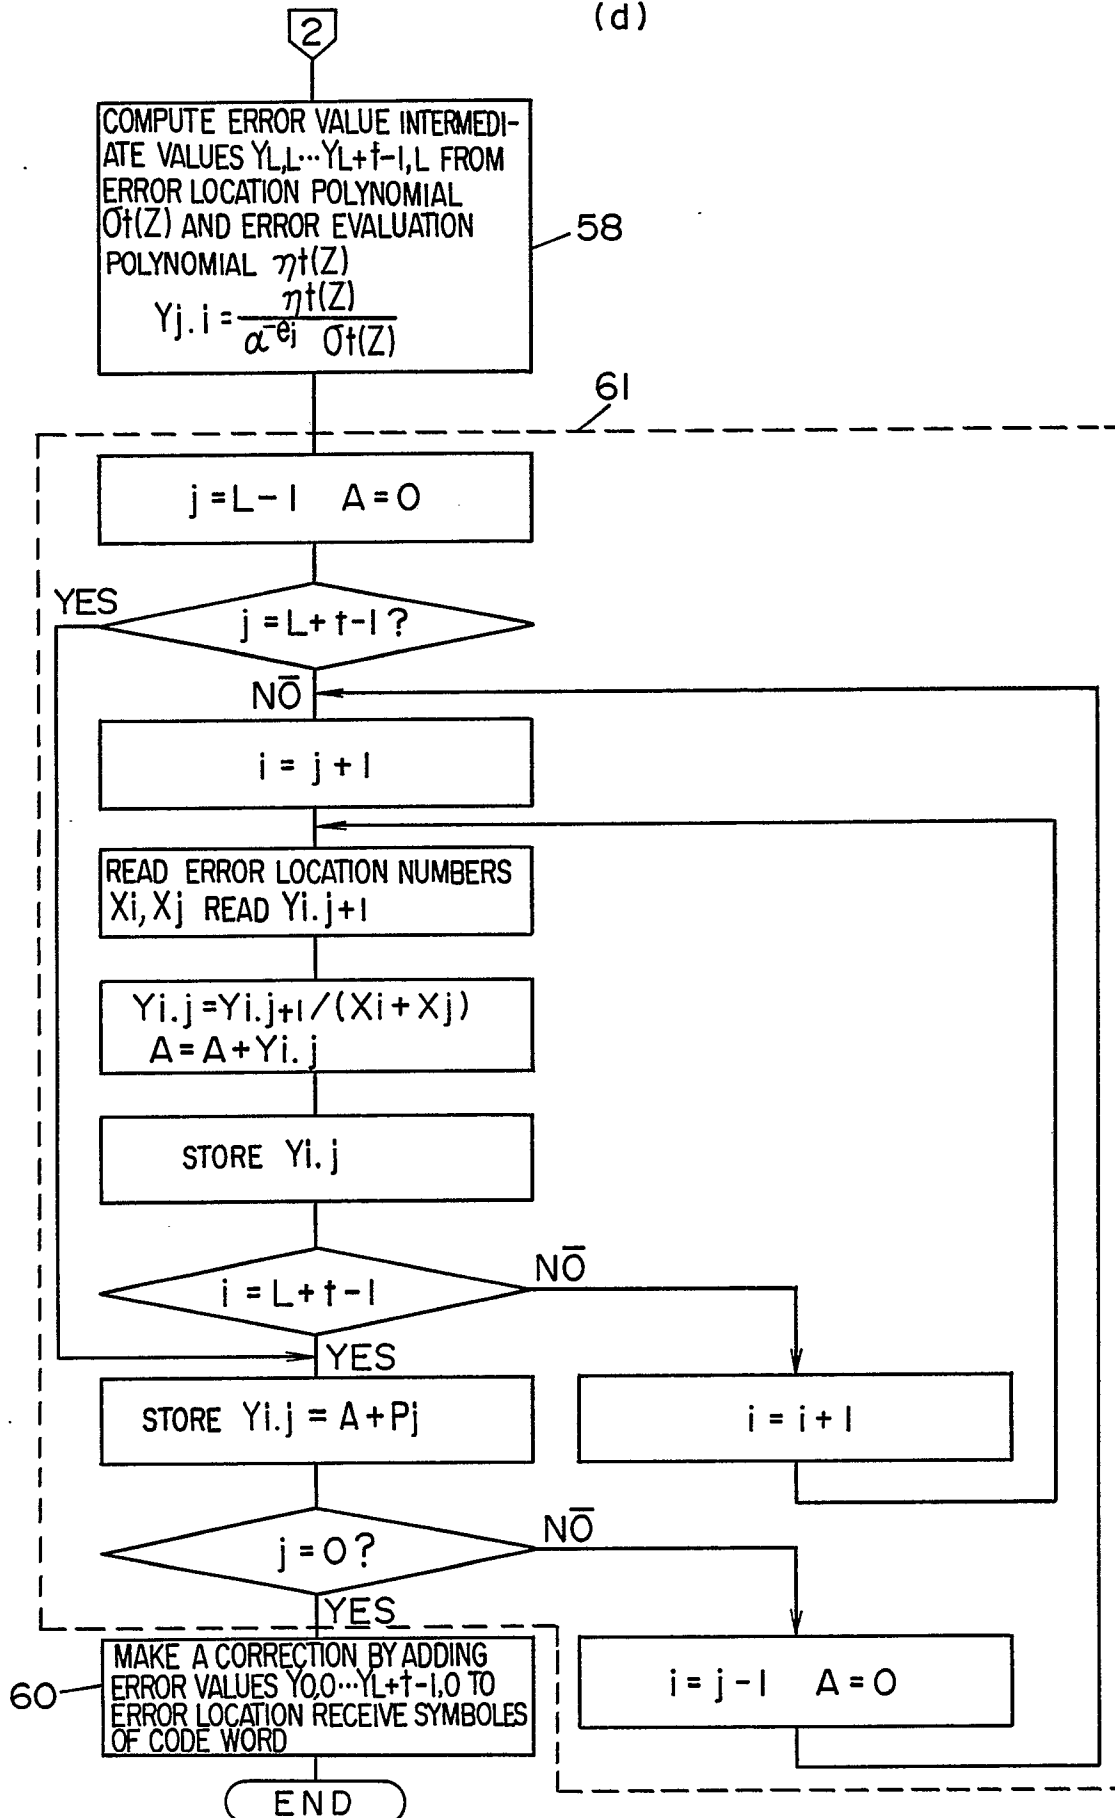 (d)
2
COMPUTE ERROR VALUE INTERMEDI-
ATE VALUES YL,L···YL+t-1,L FROM
ERROR LOCATION POLYNOMIAL
σt(Z) AND ERROR EVALUATION
POLYNOMIAL ηt(Z)
Yj.i = ηt(Z) / α^-ej σt(Z)
58
61
j = L-1 A = 0
YES
j = L+t-1?
NO
i = j+1
READ ERROR LOCATION NUMBERS
Xi, Xj READ Yi.j+1
Yi.j = Yi.j+1/(Xi+Xj)
A = A+Yi.j
STORE Yi.j
i = L+t-1
NO
YES
STORE Yi.j = A+Pj
i = i+1
j = 0?
NO
YES
MAKE A CORRECTION BY ADDING
ERROR VALUES Y0,0···YL+t-1,0 TO
ERROR LOCATION RECEIVE SYMBOLES
OF CODE WORD
60
i = j-1 A = 0
END